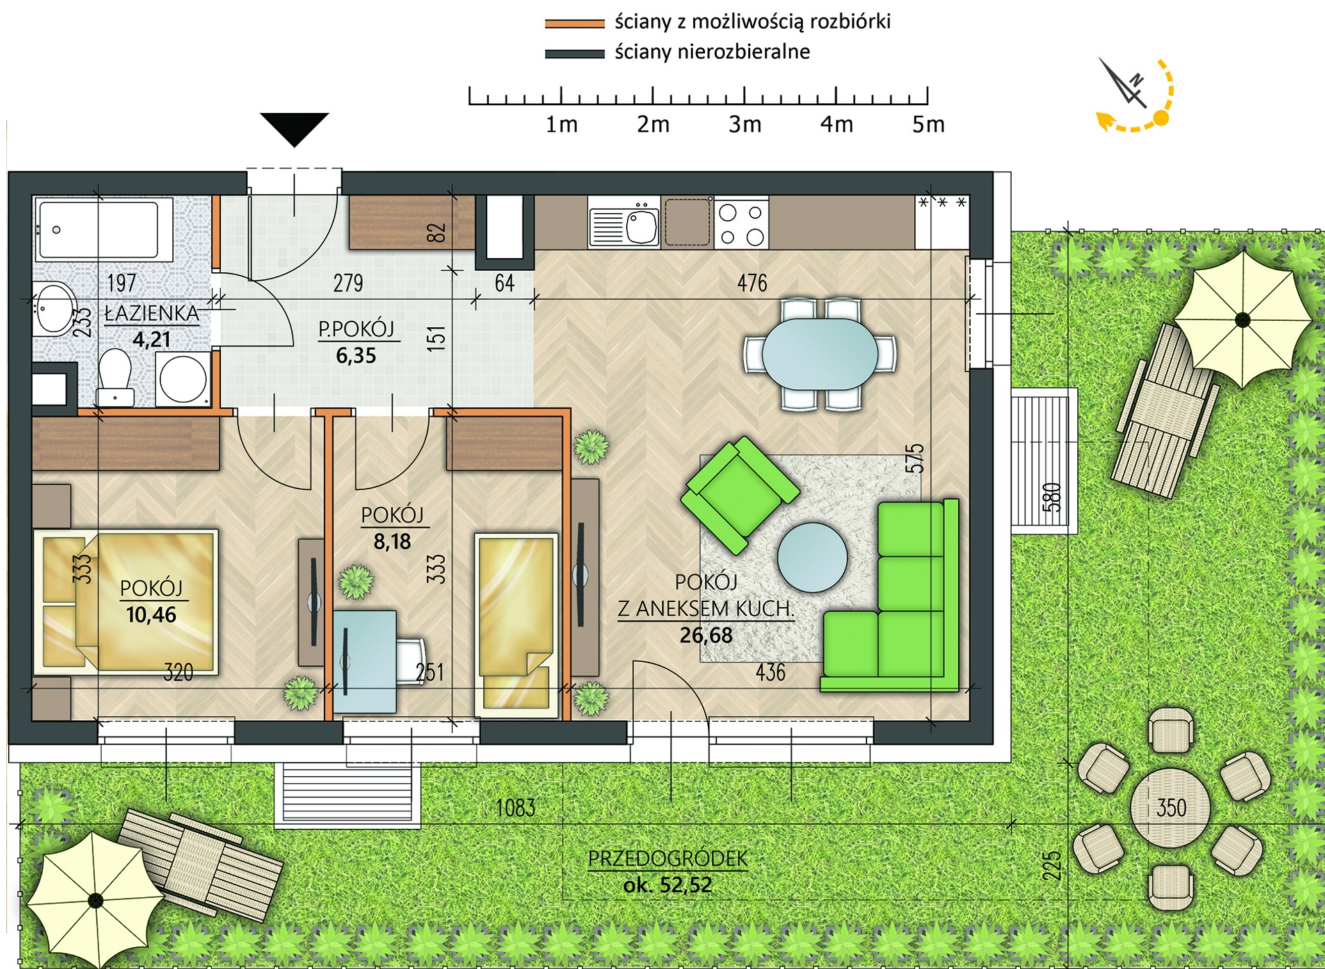 ściany z możliwością rozbiórki
ściany nierozbieralne
1m 2m 3m 4m 5m
N
***
82
197
279
64
476
233
ŁAZIENKA
4,21
P.POKÓJ
6,35
151
575
580
POKÓJ
8,18
333
333
POKÓJ
10,46
POKÓJ
Z ANEKSEM KUCH.
26,68
320
251
436
1083
350
PRZEDOGRÓDEK
ok. 52,52
225